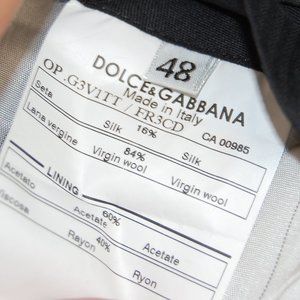 48
DOLCE&GABBANA
Made in Italy
OP .G3V1TT FR3CD
CA 00985
16%
Seta Silk Silk
84%
Lana vergine Virgin wool Virgin wool
LINING
60%
Acetato Acetate Acetate
40%
Viscosa Rayon Ryon